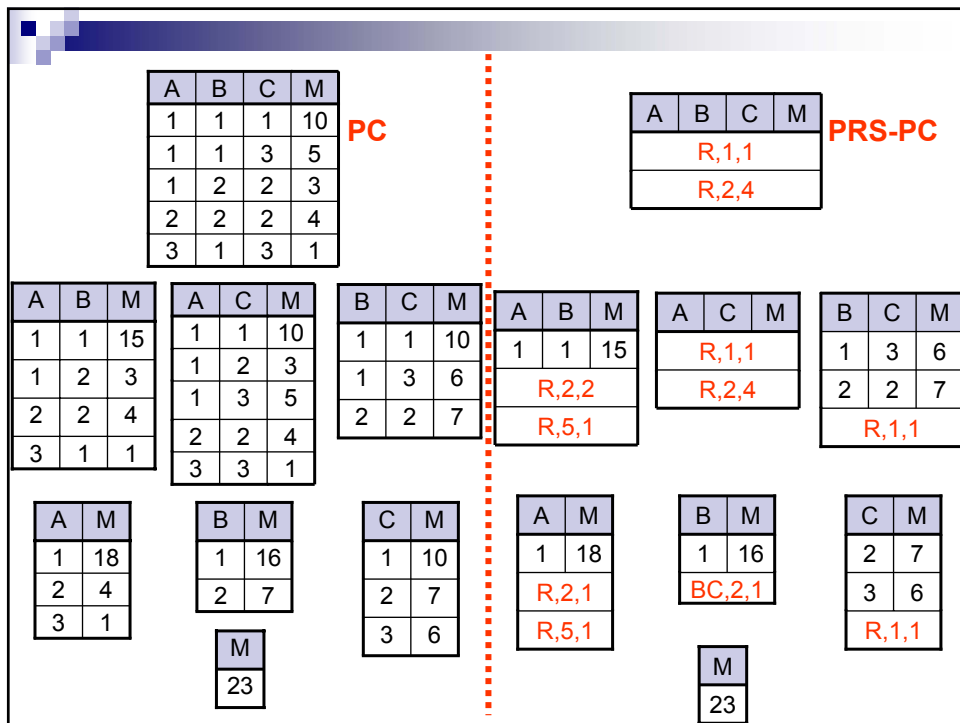 A B C M
1 1 1 10
1 1 3 5
1 2 2 3
2 2 2 4
3 1 3 1
PC
A B M
1 1 15
1 2 3
2 2 4
3 1 1
A C M
1 1 10
1 2 3
1 3 5
2 2 4
3 3 1
B C M
1 1 10
1 3 6
2 2 7
A M
1 18
2 4
3 1
B M
1 16
2 7
C M
1 10
2 7
3 6
M
23
A B C M
R,1,1
R,2,4
PRS-PC
A B M
1 1 15
R,2,2
R,5,1
A C M
R,1,1
R,2,4
B C M
1 3 6
2 2 7
R,1,1
A M
1 18
R,2,1
R,5,1
B M
1 16
BC,2,1
C M
2 7
3 6
R,1,1
M
23